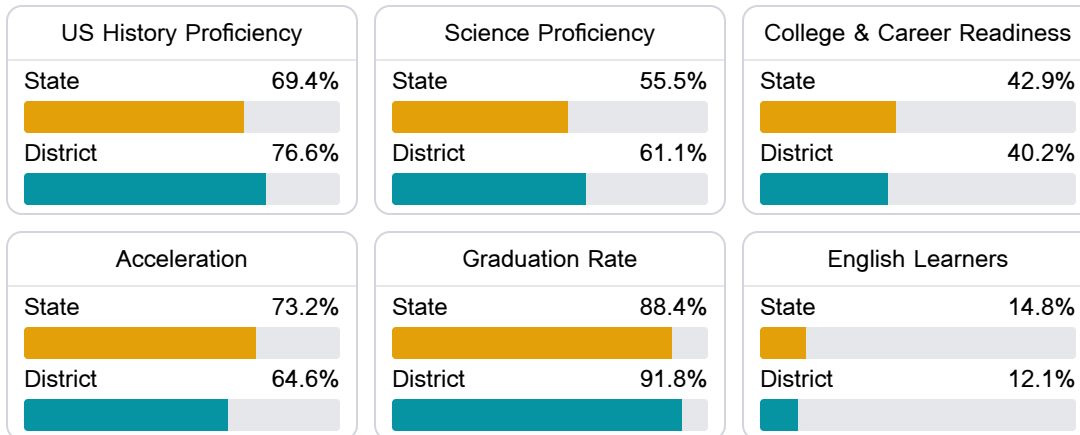 US History Proficiency
State 69.4%
District 76.6%
Science Proficiency
State 55.5%
District 61.1%
College & Career Readiness
State 42.9%
District 40.2%
Acceleration
State 73.2%
District 64.6%
Graduation Rate
State 88.4%
District 91.8%
English Learners
State 14.8%
District 12.1%